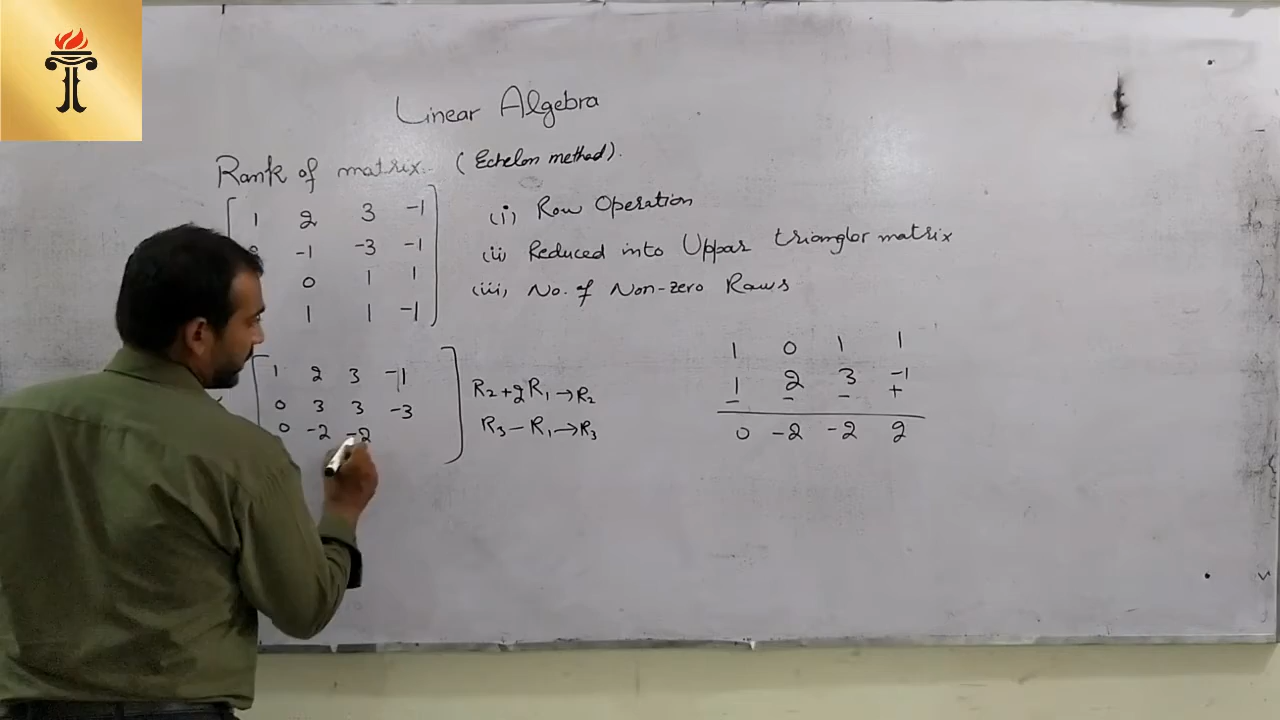 Linear Algebra
Rank of matrix. (Echelon method).
1 2 3 -1
-1 -3 -1
0 1 1
1 1 -1
(i) Row Operation
(ii) Reduced into Uppar trianglor matrix
(iii) No. of Non-zero Raws
1 2 3 -1
0 3 3 -3
0 -2 -2
R₂+2R₁→R₂
R₃-R₁→R₃
1 0 1 1
1 2 3 -1
- - - +
0 -2 -2 2